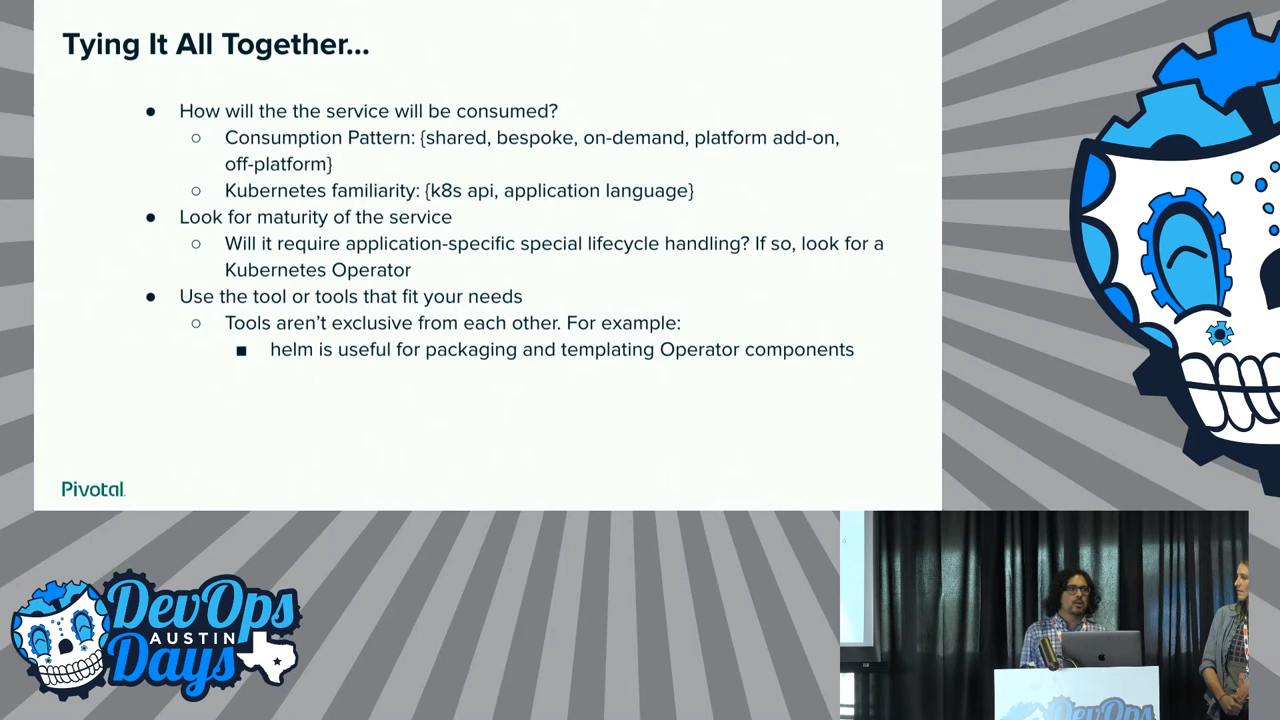 Tying It All Together...
● How will the the service will be consumed?
○ Consumption Pattern: {shared, bespoke, on-demand, platform add-on,
off-platform}
○ Kubernetes familiarity: {k8s api, application language}
● Look for maturity of the service
○ Will it require application-specific special lifecycle handling? If so, look for a
Kubernetes Operator
● Use the tool or tools that fit your needs
○ Tools aren't exclusive from each other. For example:
■ helm is useful for packaging and templating Operator components
Pivotal
DevOps
AUSTIN
Days
DevOps